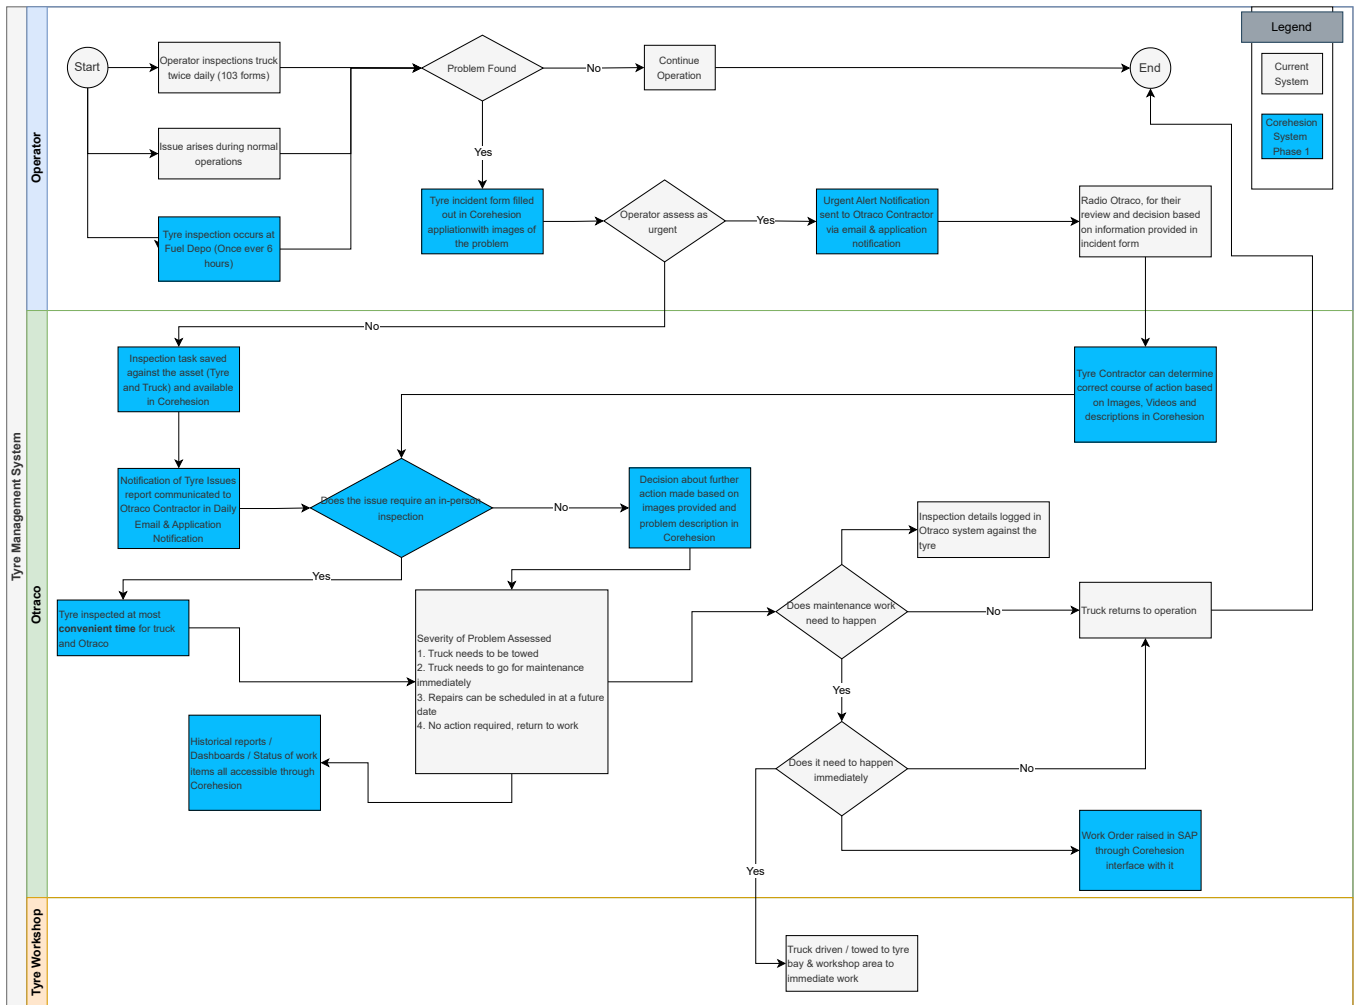 Tyre Management System
Operator
Start
Operator inspections truck
twice daily (103 forms)
Issue arises during normal
operations
Tyre inspection occurs at
Fuel Depo (Once ever 6
hours)
Problem Found
No
Continue
Operation
End
Yes
Tyre incident form filled
out in Corehesion
appliationwith images of
the problem
Operator assess as
urgent
Yes
Urgent Alert Notification
sent to Otraco Contractor
via email & application
notification
Radio Otraco, for their
review and decision based
on information provided in
incident form
Legend
Current
System
Corehesion
System
Phase 1
Otraco
No
Inspection task saved
against the asset (Tyre
and Truck) and available
in Corehesion
Tyre Contractor can determine
correct course of action based
on Images, Videos and
descriptions in Corehesion
Notification of Tyre Issues
report communicated to
Otraco Contractor in Daily
Email & Application
Notification
Does the issue require an in-person
inspection
No
Decision about further
action made based on
images provided and
problem description in
Corehesion
Inspection details logged in
Otraco system against the
tyre
Yes
Tyre inspected at most
convenient time for truck
and Otraco
Severity of Problem Assessed
1. Truck needs to be towed
2. Truck needs to go for maintenance
immediately
3. Repairs can be scheduled in at a future
date
4. No action required, return to work
Does maintenance work
need to happen
No
Truck returns to operation
Yes
Historical reports /
Dashboards / Status of work
items all accessible through
Corehesion
Does it need to happen
immediately
No
Work Order raised in SAP
through Corehesion
interface with it
Yes
Tyre Workshop
Truck driven / towed to tyre
bay & workshop area to
immediate work